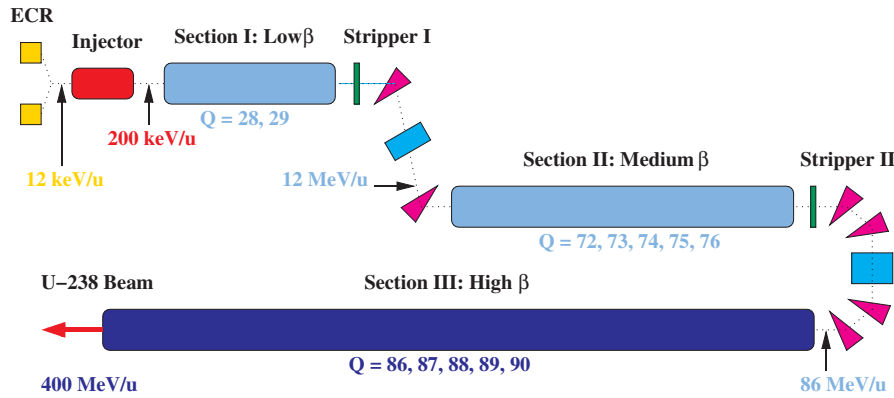 ECR
Injector
Section I: Low β
Stripper I
Q = 28, 29
200 keV/u
12 keV/u
12 MeV/u
Section II: Medium β
Stripper II
Q = 72, 73, 74, 75, 76
U−238 Beam
Section III: High β
Q = 86, 87, 88, 89, 90
400 MeV/u
86 MeV/u